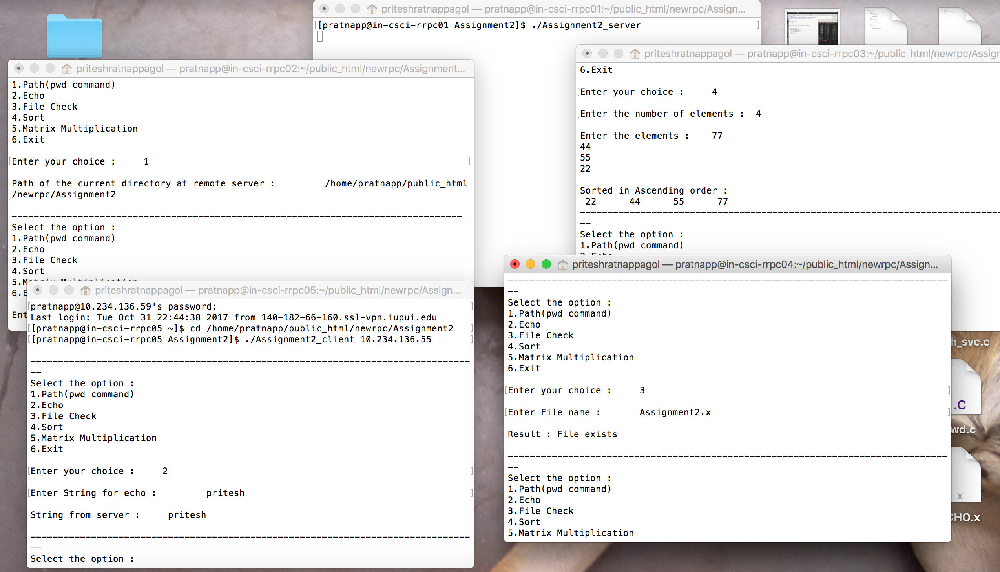 priteshratnappagol — pratnapp@in-csci-rrpc01:~/public_html/newrpc/Assign...
[[pratnapp@in-csci-rrpc01 Assignment2]$ ./Assignment2_server ]
priteshratnappagol — pratnapp@in-csci-rrpc02:~/public_html/newrpc/Assignment...
1.Path(pwd command)
2.Echo
3.File Check
4.Sort
5.Matrix Multiplication
6.Exit
[Enter your choice : 1 ]
Path of the current directory at remote server : /home/pratnapp/public_html
/newrpc/Assignment2
----------------------------------------------------------------------------------
Select the option :
1.Path(pwd command)
2.Echo
3.File Check
4.Sort
5.Matrix Multiplication
6.E
Ent
priteshratnappagol — pratnapp@in-csci-rrpc03:~/public_html/newrpc/Assign
6.Exit
[Enter your choice : 4
[Enter the number of elements : 4
[Enter the elements : 77
[44
[55
[22
Sorted in Ascending order :
22 44 55 77
-----------------------------------------------------------------------------
--
Select the option :
1.Path(pwd command)
2.Echo
priteshratnappagol — pratnapp@in-csci-rrpc05:~/public_html/newrpc/Assign...
[pratnapp@10.234.136.59's password: ]
Last login: Tue Oct 31 22:44:38 2017 from 140-182-66-160.ssl-vpn.iupui.edu
[[pratnapp@in-csci-rrpc05 ~]$ cd /home/pratnapp/public_html/newrpc/Assignment2 ]
[[pratnapp@in-csci-rrpc05 Assignment2]$ ./Assignment2_client 10.234.136.55 ]
--------------------------------------------------------------------------------
--
Select the option :
1.Path(pwd command)
2.Echo
3.File Check
4.Sort
5.Matrix Multiplication
6.Exit
[Enter your choice : 2 ]
[Enter String for echo : pritesh ]
String from server : pritesh
--------------------------------------------------------------------------------
--
Select the option :
priteshratnappagol — pratnapp@in-csci-rrpc04:~/public_html/newrpc/Assign...
--------------------------------------------------------------------------------
--
Select the option :
1.Path(pwd command)
2.Echo
3.File Check
4.Sort
5.Matrix Multiplication
6.Exit
[Enter your choice : 3 ]
[Enter File name : Assignment2.x ]
Result : File exists
--------------------------------------------------------------------------------
--
Select the option :
1.Path(pwd command)
2.Echo
3.File Check
4.Sort
5.Matrix Multiplication
h_svc.c
.C
wd.c
X
CHO.x